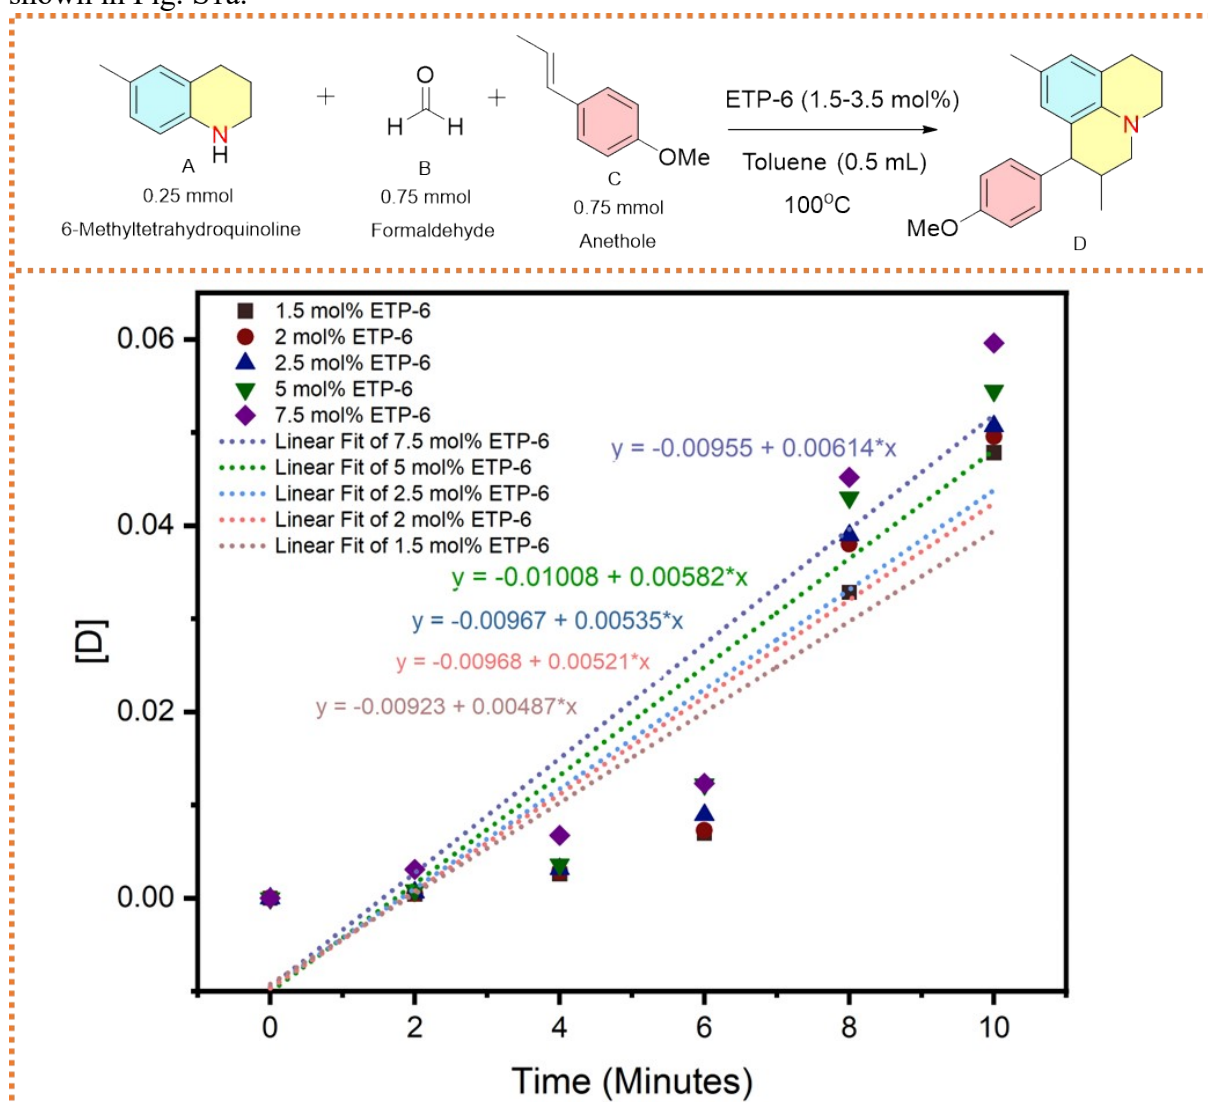 shown in Fig. S1a.
A
0.25 mmol
6-Methyltetrahydroquinoline
N
H
+
O
H H
B
0.75 mmol
Formaldehyde
+
OMe
C
0.75 mmol
Anethole
ETP-6 (1.5-3.5 mol%)
Toluene (0.5 mL)
100°C
N
MeO
D
1.5 mol% ETP-6
2 mol% ETP-6
2.5 mol% ETP-6
5 mol% ETP-6
7.5 mol% ETP-6
Linear Fit of 7.5 mol% ETP-6
Linear Fit of 5 mol% ETP-6
Linear Fit of 2.5 mol% ETP-6
Linear Fit of 2 mol% ETP-6
Linear Fit of 1.5 mol% ETP-6
y = -0.00955 + 0.00614*x
y = -0.01008 + 0.00582*x
y = -0.00967 + 0.00535*x
y = -0.00968 + 0.00521*x
y = -0.00923 + 0.00487*x
[D]
0.06
0.04
0.02
0.00
0 2 4 6 8 10
Time (Minutes)